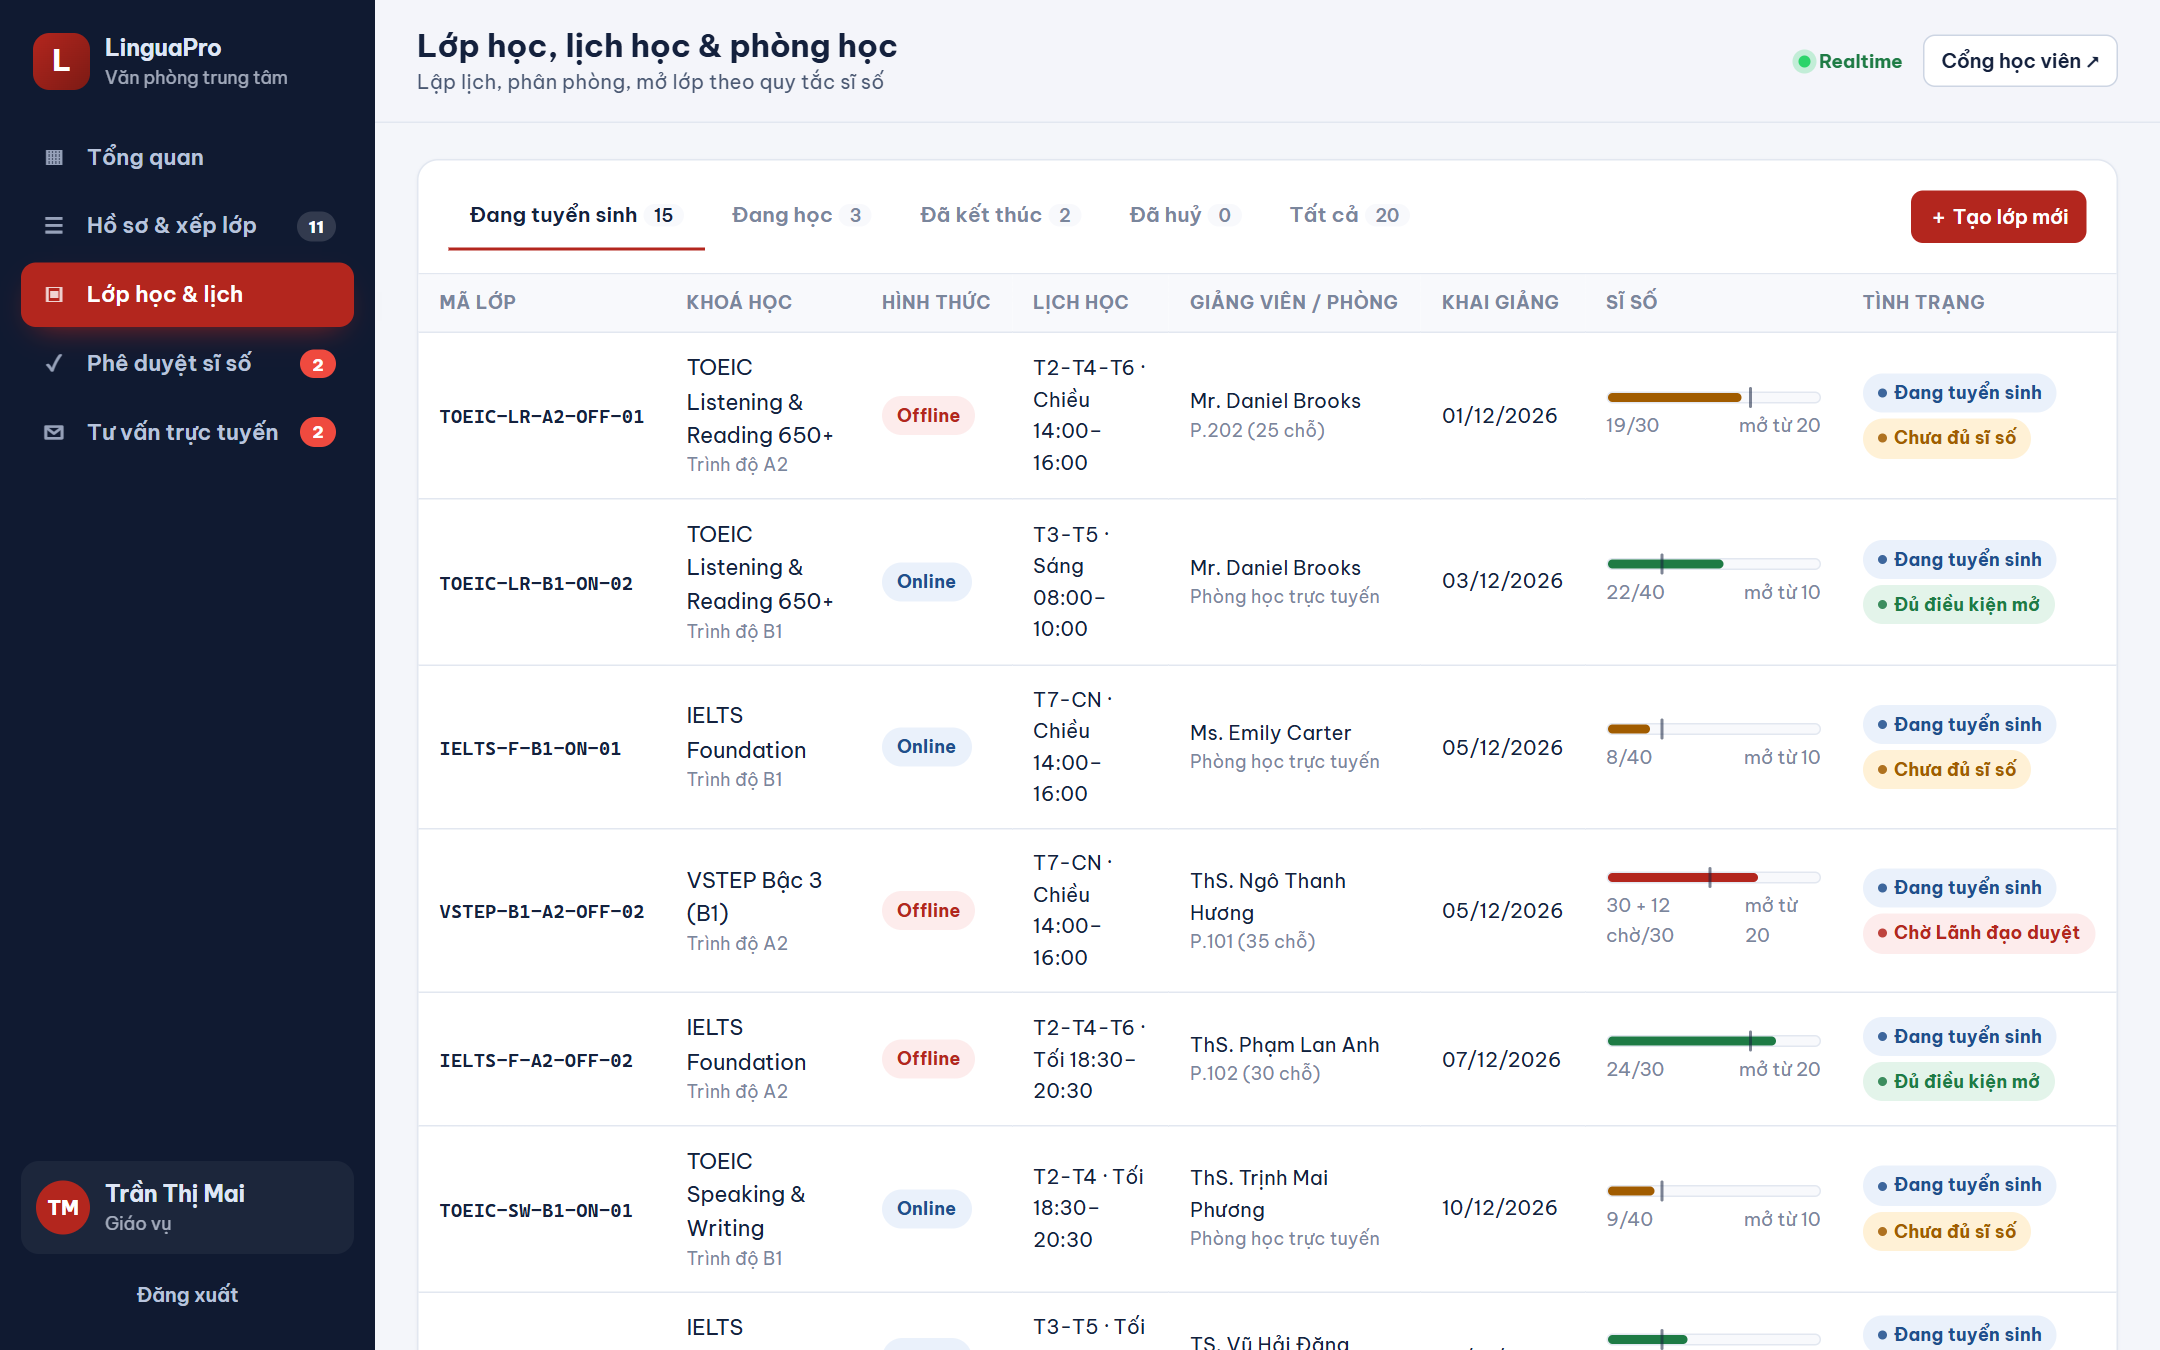 L
LinguaPro
Văn phòng trung tâm
Tổng quan
Hồ sơ & xếp lớp 11
Lớp học & lịch
Phê duyệt sĩ số 2
Tư vấn trực tuyến 2
TM
Trần Thị Mai
Giáo vụ
Đăng xuất
Lớp học, lịch học & phòng học
Lập lịch, phân phòng, mở lớp theo quy tắc sĩ số
Realtime
Cổng học viên ↗
Đang tuyển sinh 15
Đang học 3
Đã kết thúc 2
Đã huỷ 0
Tất cả 20
+ Tạo lớp mới
MÃ LỚP
KHOÁ HỌC
HÌNH THỨC
LỊCH HỌC
GIẢNG VIÊN / PHÒNG
KHAI GIẢNG
SĨ SỐ
TÌNH TRẠNG
TOEIC-LR-A2-OFF-01
TOEIC
Listening &
Reading 650+
Trình độ A2
Offline
T2-T4-T6 ·
Chiều
14:00–
16:00
Mr. Daniel Brooks
P.202 (25 chỗ)
01/12/2026
19/30
mở từ 20
Đang tuyển sinh
Chưa đủ sĩ số
TOEIC-LR-B1-ON-02
TOEIC
Listening &
Reading 650+
Trình độ B1
Online
T3-T5 ·
Sáng
08:00–
10:00
Mr. Daniel Brooks
Phòng học trực tuyến
03/12/2026
22/40
mở từ 10
Đang tuyển sinh
Đủ điều kiện mở
IELTS-F-B1-ON-01
IELTS
Foundation
Trình độ B1
Online
T7-CN ·
Chiều
14:00–
16:00
Ms. Emily Carter
Phòng học trực tuyến
05/12/2026
8/40
mở từ 10
Đang tuyển sinh
Chưa đủ sĩ số
VSTEP-B1-A2-OFF-02
VSTEP Bậc 3
(B1)
Trình độ A2
Offline
T7-CN ·
Chiều
14:00–
16:00
ThS. Ngô Thanh
Hương
P.101 (35 chỗ)
05/12/2026
30 + 12
chờ/30
mở từ
20
Đang tuyển sinh
Chờ Lãnh đạo duyệt
IELTS-F-A2-OFF-02
IELTS
Foundation
Trình độ A2
Offline
T2-T4-T6 ·
Tối 18:30–
20:30
ThS. Phạm Lan Anh
P.102 (30 chỗ)
07/12/2026
24/30
mở từ 20
Đang tuyển sinh
Đủ điều kiện mở
TOEIC-SW-B1-ON-01
TOEIC
Speaking &
Writing
Trình độ B1
Online
T2-T4 · Tối
18:30–
20:30
ThS. Trịnh Mai
Phương
Phòng học trực tuyến
10/12/2026
9/40
mở từ 10
Đang tuyển sinh
Chưa đủ sĩ số
IELTS
T3-T5 · Tối
TS. Vũ Hải Đăng
Đang tuyển sinh